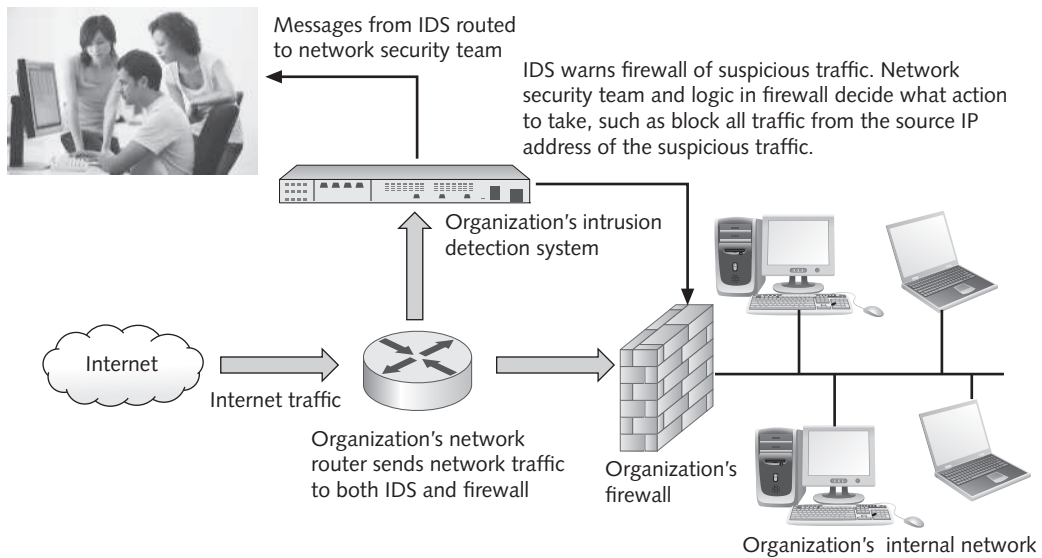 Messages from IDS routed
to network security team
IDS warns firewall of suspicious traffic. Network
security team and logic in firewall decide what action
to take, such as block all traffic from the source IP
address of the suspicious traffic.
Organization's intrusion
detection system
Internet
Internet traffic
Organization's network
router sends network traffic
to both IDS and firewall
Organization's
firewall
Organization's internal network